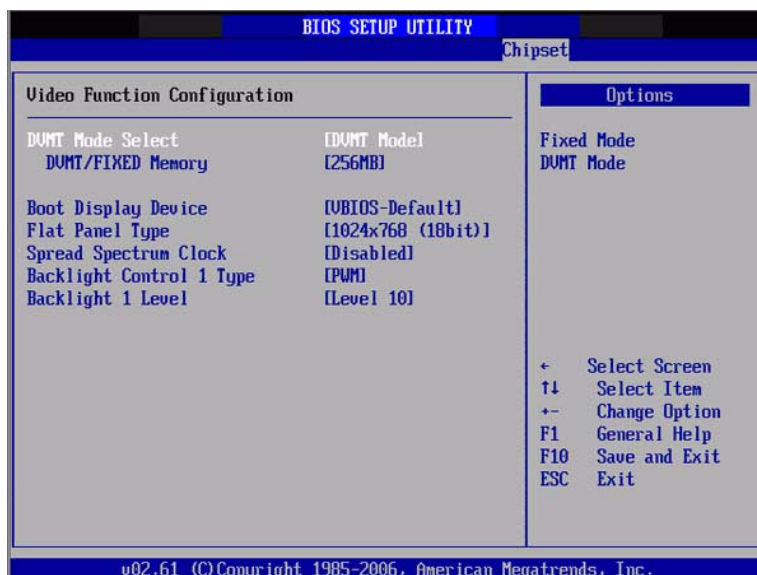 BIOS SETUP UTILITY
Chipset
Video Function Configuration
DVMT Mode Select [DVMT Model]
DVMT/FIXED Memory [256MB]
Boot Display Device [VBIOS-Default]
Flat Panel Type [1024x768 (18bit)]
Spread Spectrum Clock [Disabled]
Backlight Control 1 Type [PWM]
Backlight 1 Level [Level 10]
Options
Fixed Mode
DVMT Mode
← Select Screen
↑↓ Select Item
+- Change Option
F1 General Help
F10 Save and Exit
ESC Exit
v02.61 (C)Copyright 1985-2006, American Megatrends, Inc.